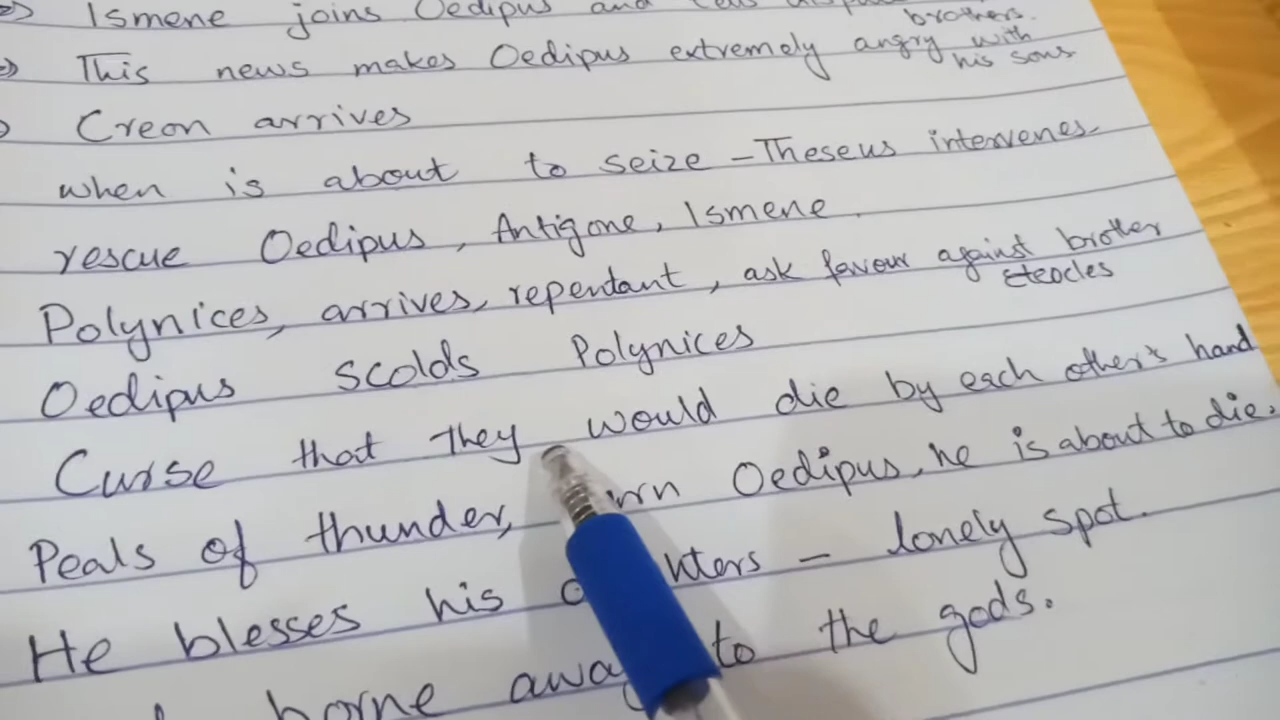 Ismene joins Oedipus and
brothers.
This news makes Oedipus extremely angry with
his sons
Creon arrives
when is about to seize - Theseus intervenes
rescue Oedipus, Antigone, Ismene.
Polynices, arrives, repentant, ask favour against brother
Eteocles
Oedipus scolds Polynices
Curse that they would die by each other's hand
Peals of thunder, Oedipus, he is about to die.
He blesses his - lonely spot.
borne away to the gods.